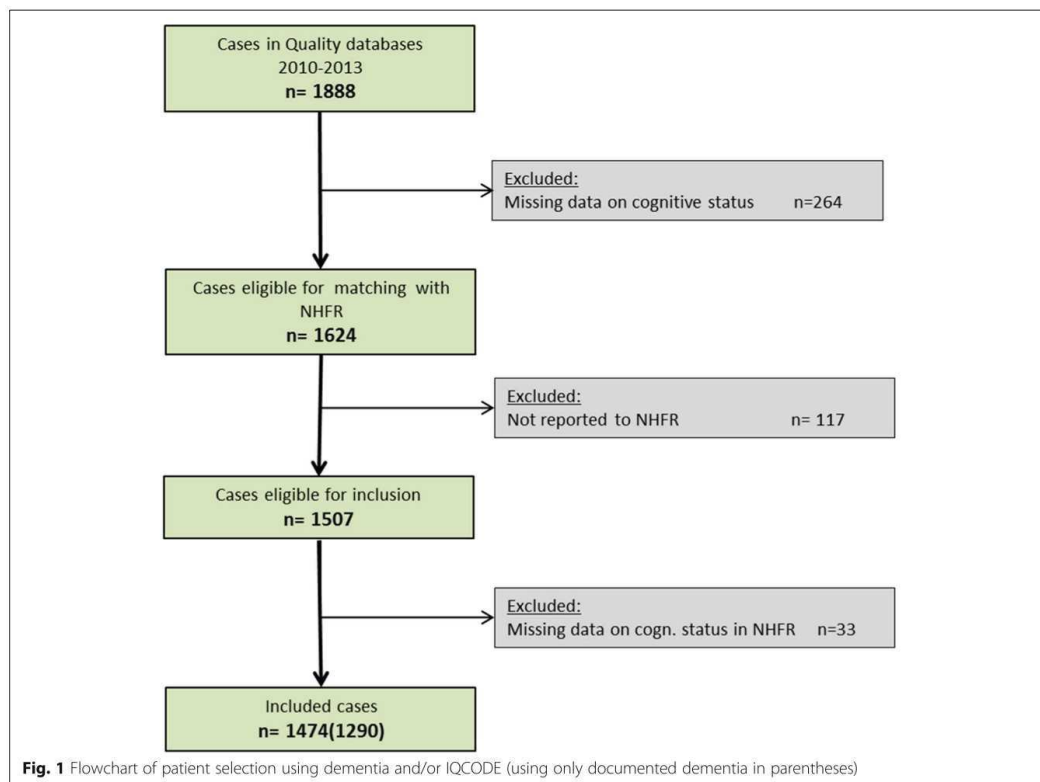 Cases in Quality databases
2010-2013
n= 1888
Excluded:
Missing data on cognitive status n=264
Cases eligible for matching with
NHFR
n= 1624
Excluded:
Not reported to NHFR n= 117
Cases eligible for inclusion
n= 1507
Excluded:
Missing data on cogn. status in NHFR n=33
Included cases
n= 1474(1290)
Fig. 1 Flowchart of patient selection using dementia and/or IQCODE (using only documented dementia in parentheses)